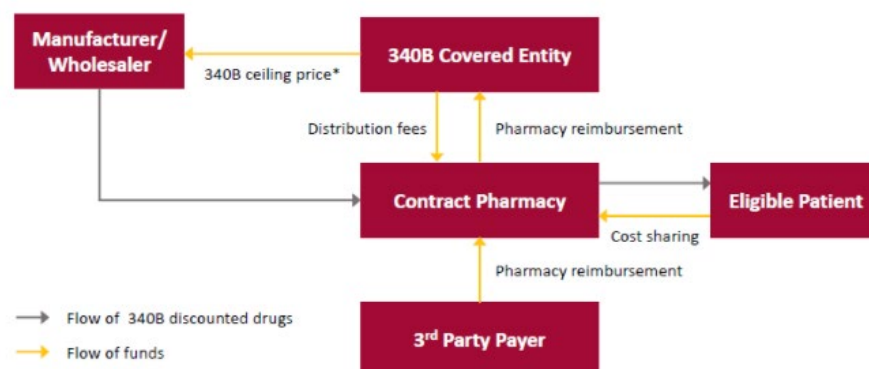 Manufacturer/
Wholesaler
340B ceiling price*
340B Covered Entity
Distribution fees
Pharmacy reimbursement
Contract Pharmacy
Eligible Patient
Cost sharing
Pharmacy reimbursement
3rd Party Payer
Flow of 340B discounted drugs
Flow of funds